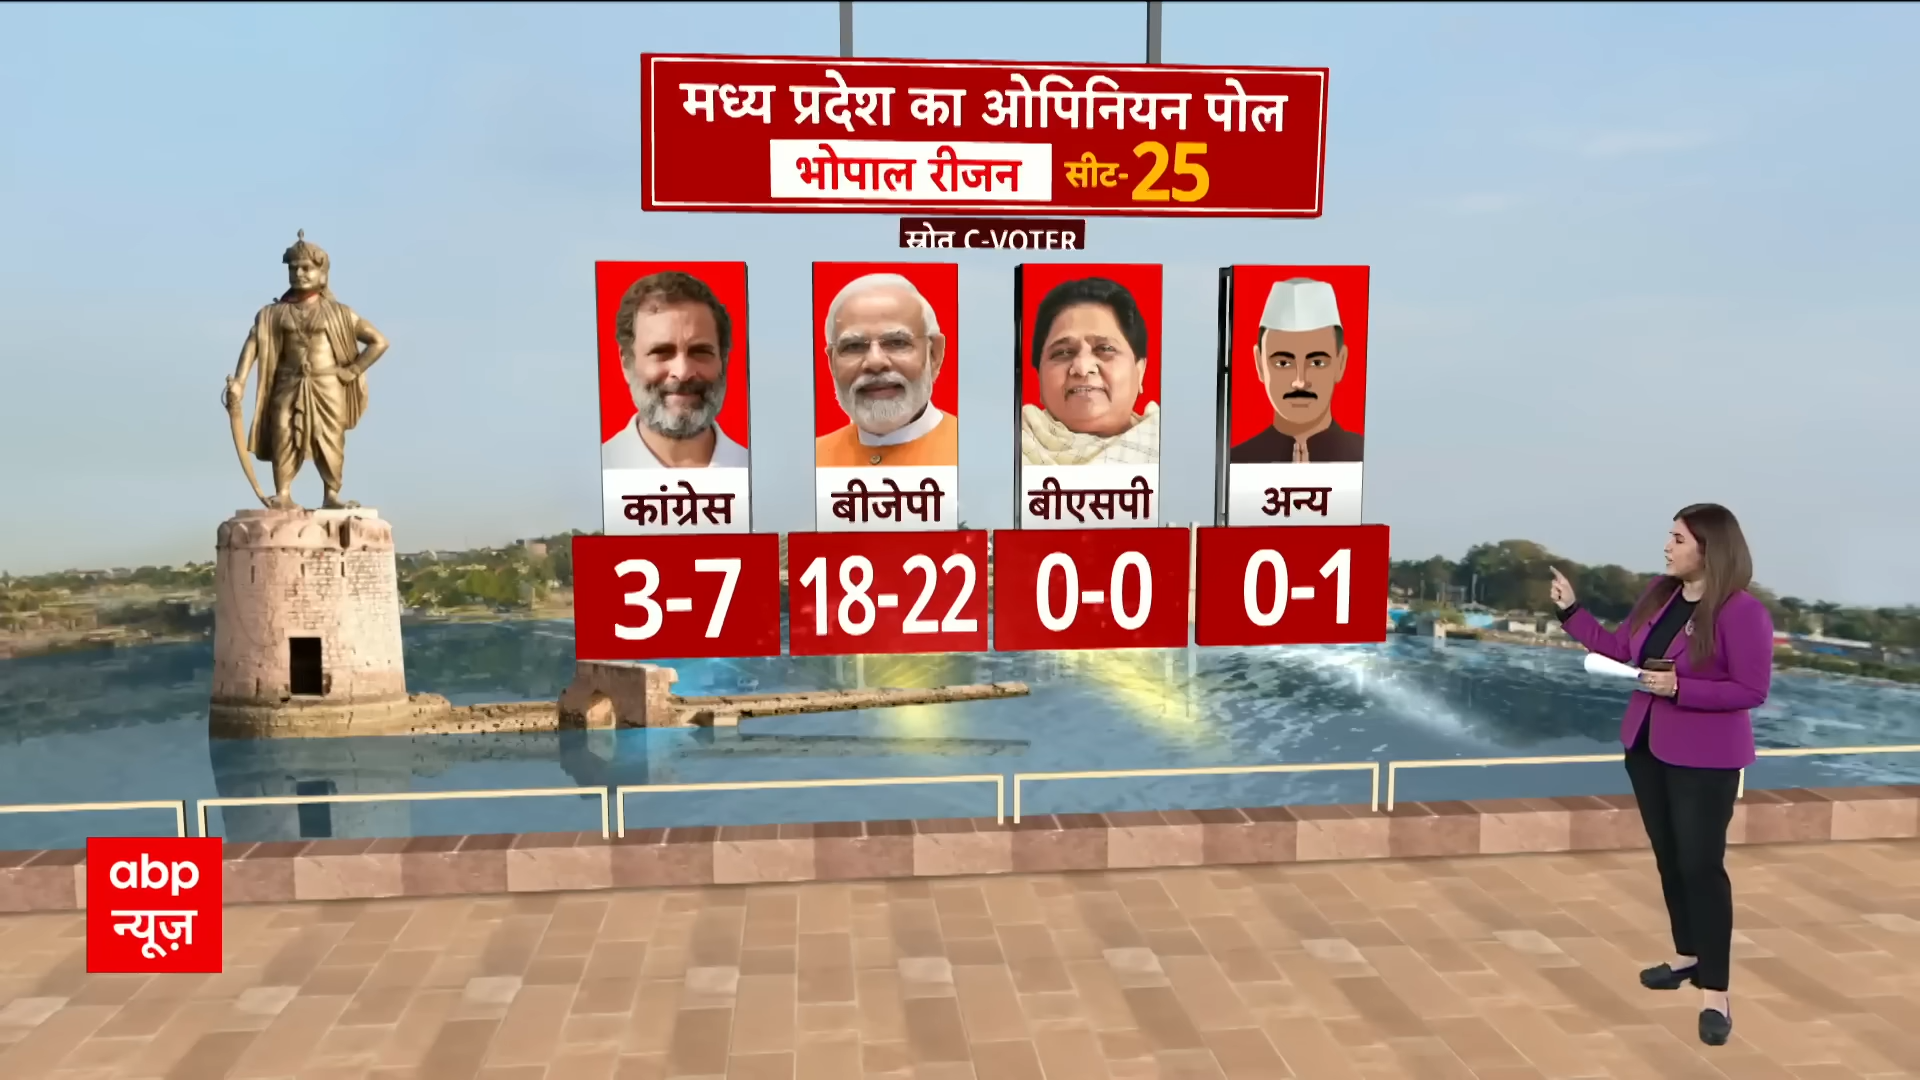 मध्य प्रदेश का ओपिनियन पोल
भोपाल रीजन सीट-25
स्रोत C-VOTER
कांग्रेस बीजेपी बीएसपी अन्य
3-7 18-22 0-0 0-1
abp
न्यूज़